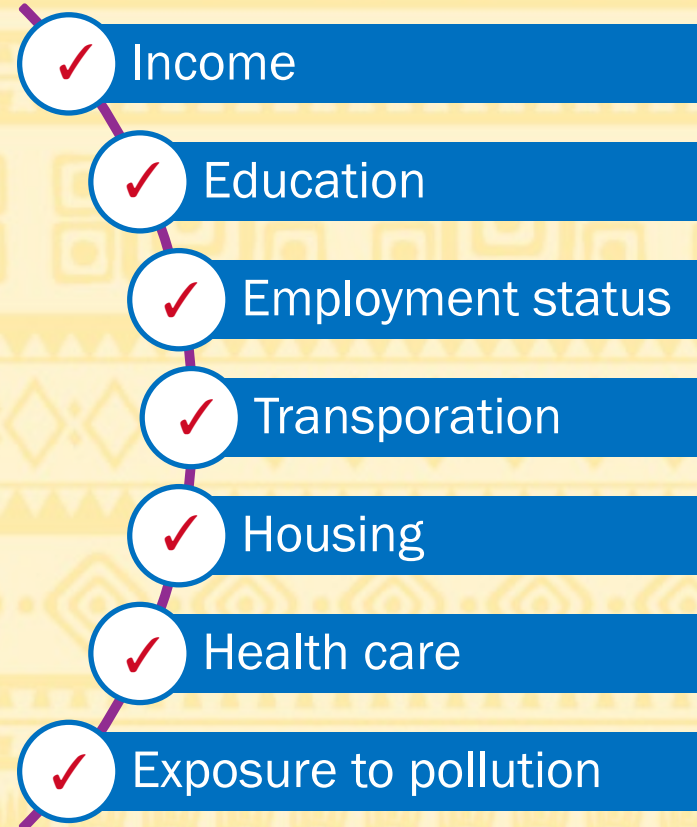 ✓ Income
✓ Education
✓ Employment status
✓ Transporation
✓ Housing
✓ Health care
✓ Exposure to pollution